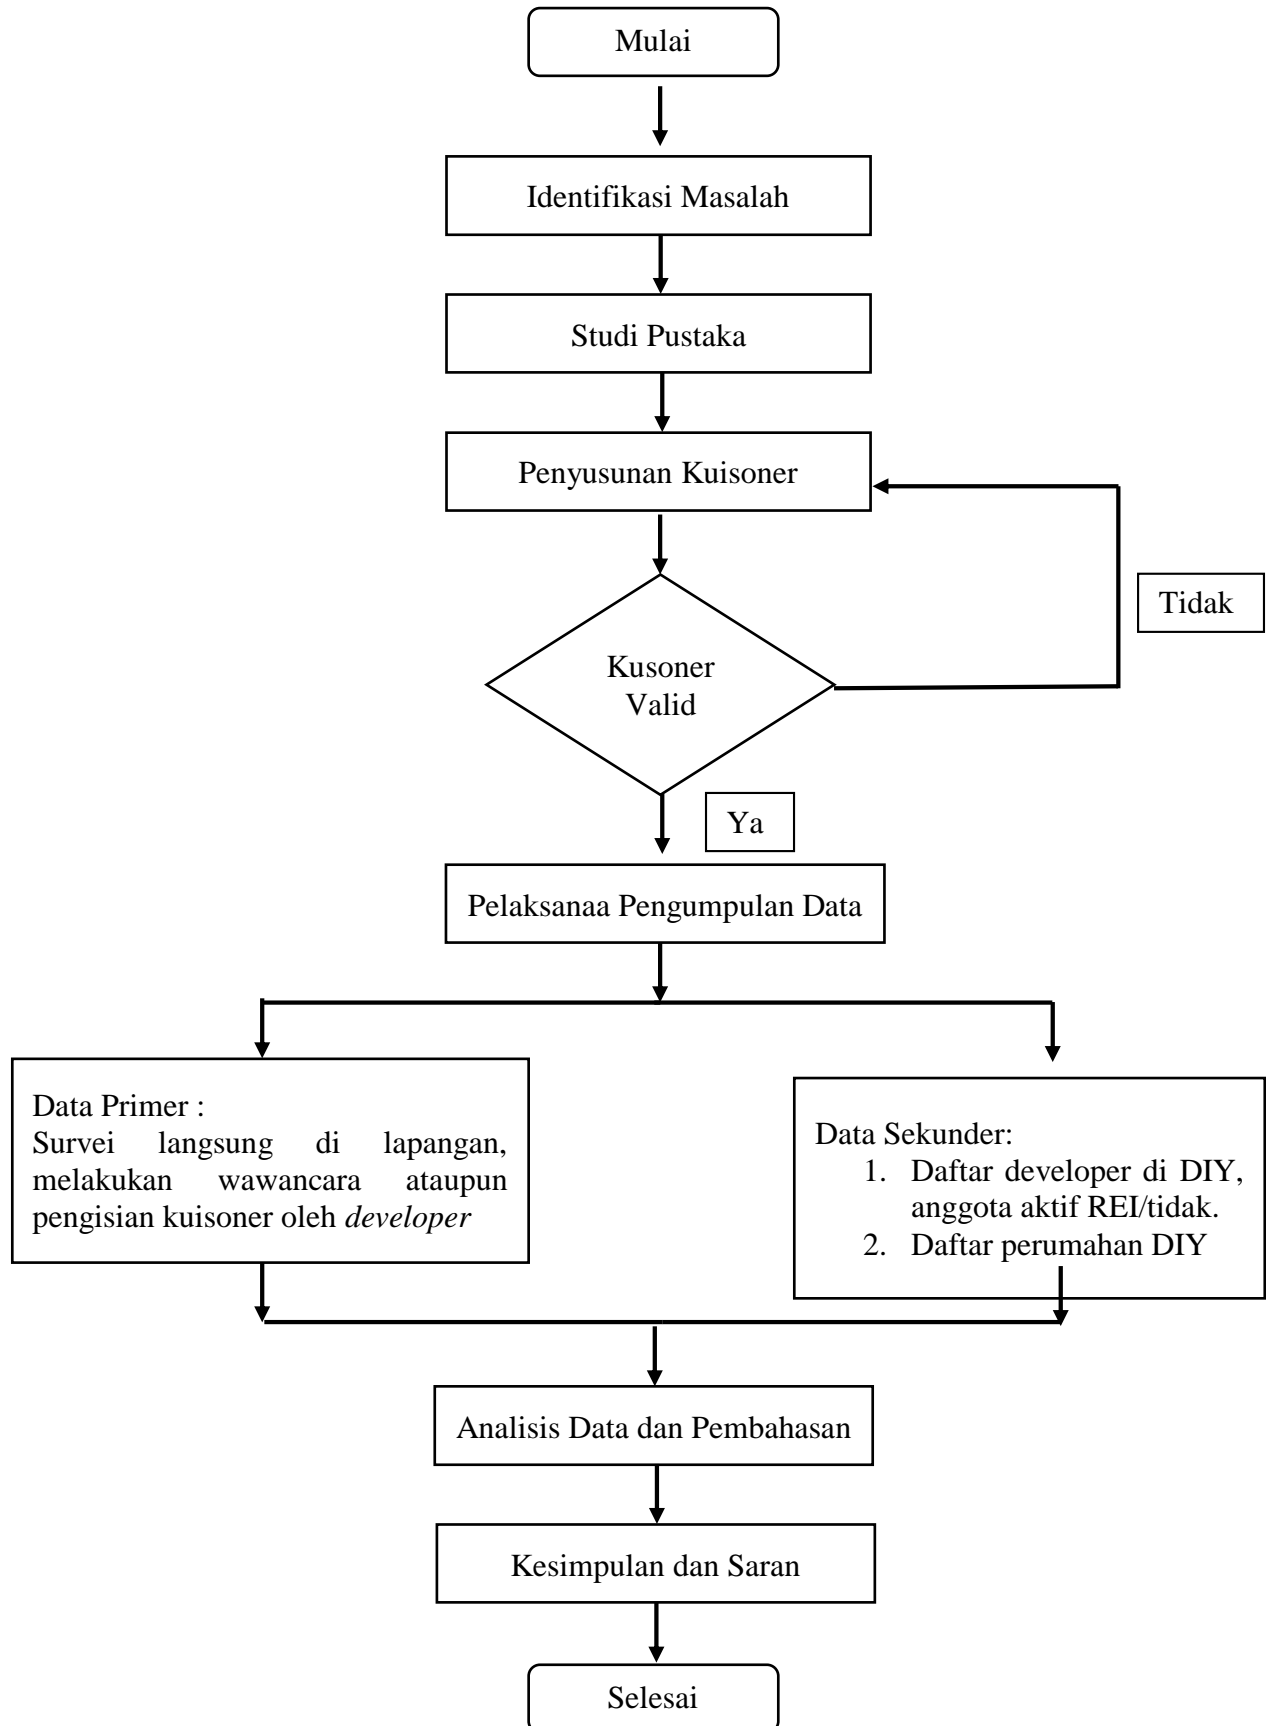 Mulai
Identifikasi Masalah
Studi Pustaka
Penyusunan Kuisoner
Tidak
Kusoner
Valid
Ya
Pelaksanaa Pengumpulan Data
Data Primer :
Survei langsung di lapangan,
melakukan wawancara ataupun
pengisian kuisoner oleh developer
Data Sekunder:
1. Daftar developer di DIY,
anggota aktif REI/tidak.
2. Daftar perumahan DIY
Analisis Data dan Pembahasan
Kesimpulan dan Saran
Selesai